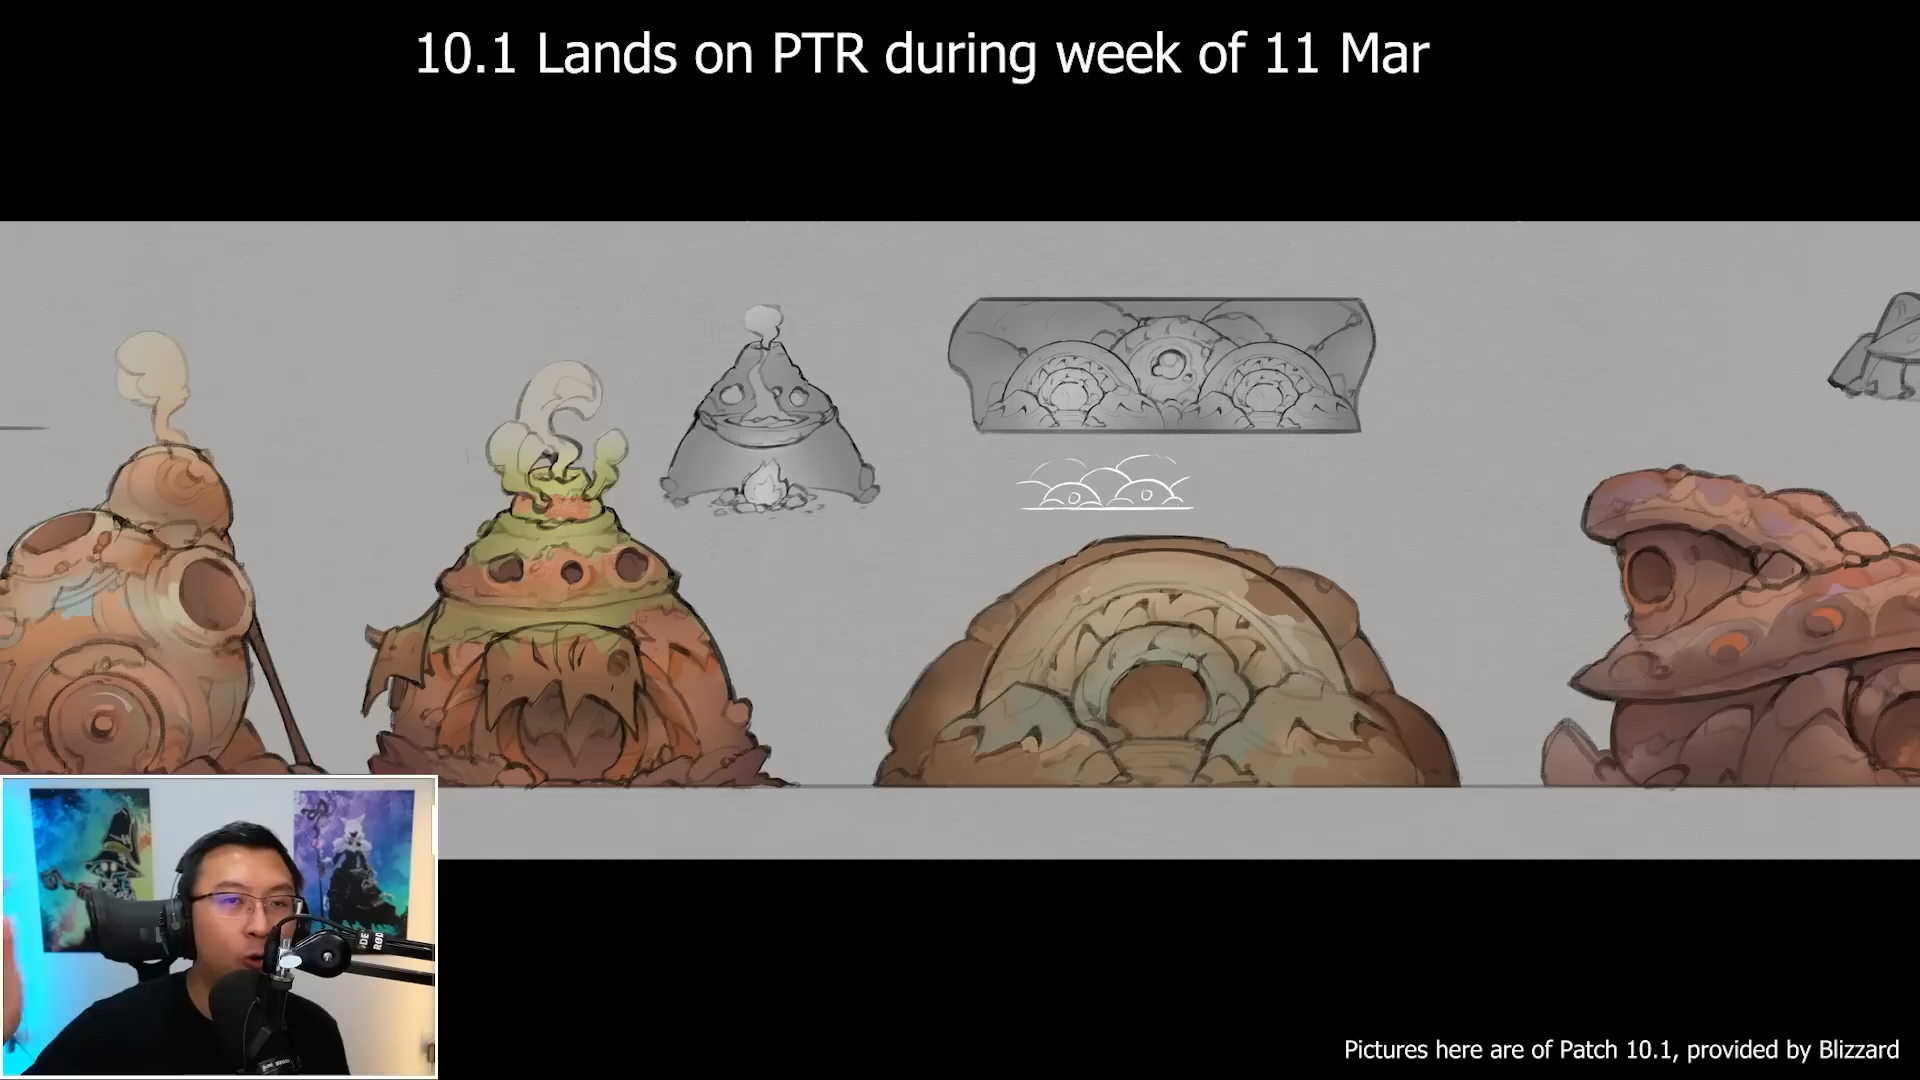 10.1 Lands on PTR during week of 11 Mar
RØD
Pictures here are of Patch 10.1, provided by Blizzard